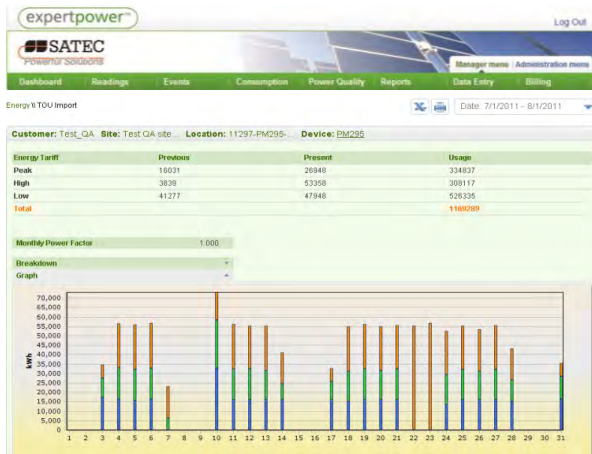 expertpower™
Log Out
SATEC
Powerful Solutions
Manager menu | Administration menu
Dashboard Readings Events Consumption Power Quality Reports Data Entry Billing
Energy \\ TOU Import
Date: 7/1/2011 - 8/1/2011
Customer: Test_QA Site: Test QA site... Location: 11297-PM295-... Device: PM295
Energy Tariff Previous Present Usage
Peak 16031 26948 334837
High 3839 53358 308117
Low 41277 47948 526335
Total 1169289
Monthly Power Factor 1.000
Breakdown
Graph
70,000
65,000
60,000
55,000
50,000
45,000
40,000
35,000
30,000
25,000
20,000
15,000
10,000
5,000
0
kWh
1 2 3 4 5 6 7 8 9 10 11 12 13 14 15 16 17 18 19 20 21 22 23 24 25 26 27 28 29 30 31